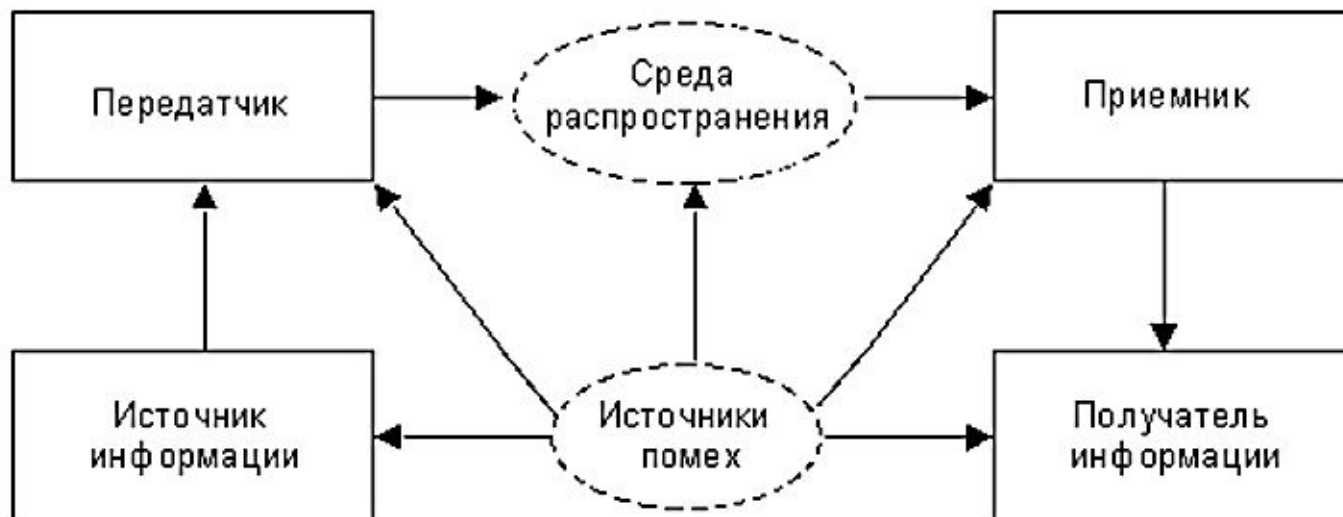 Передатчик
Среда
распространения
Приемник
Источник
информации
Источники
помех
Получатель
информации